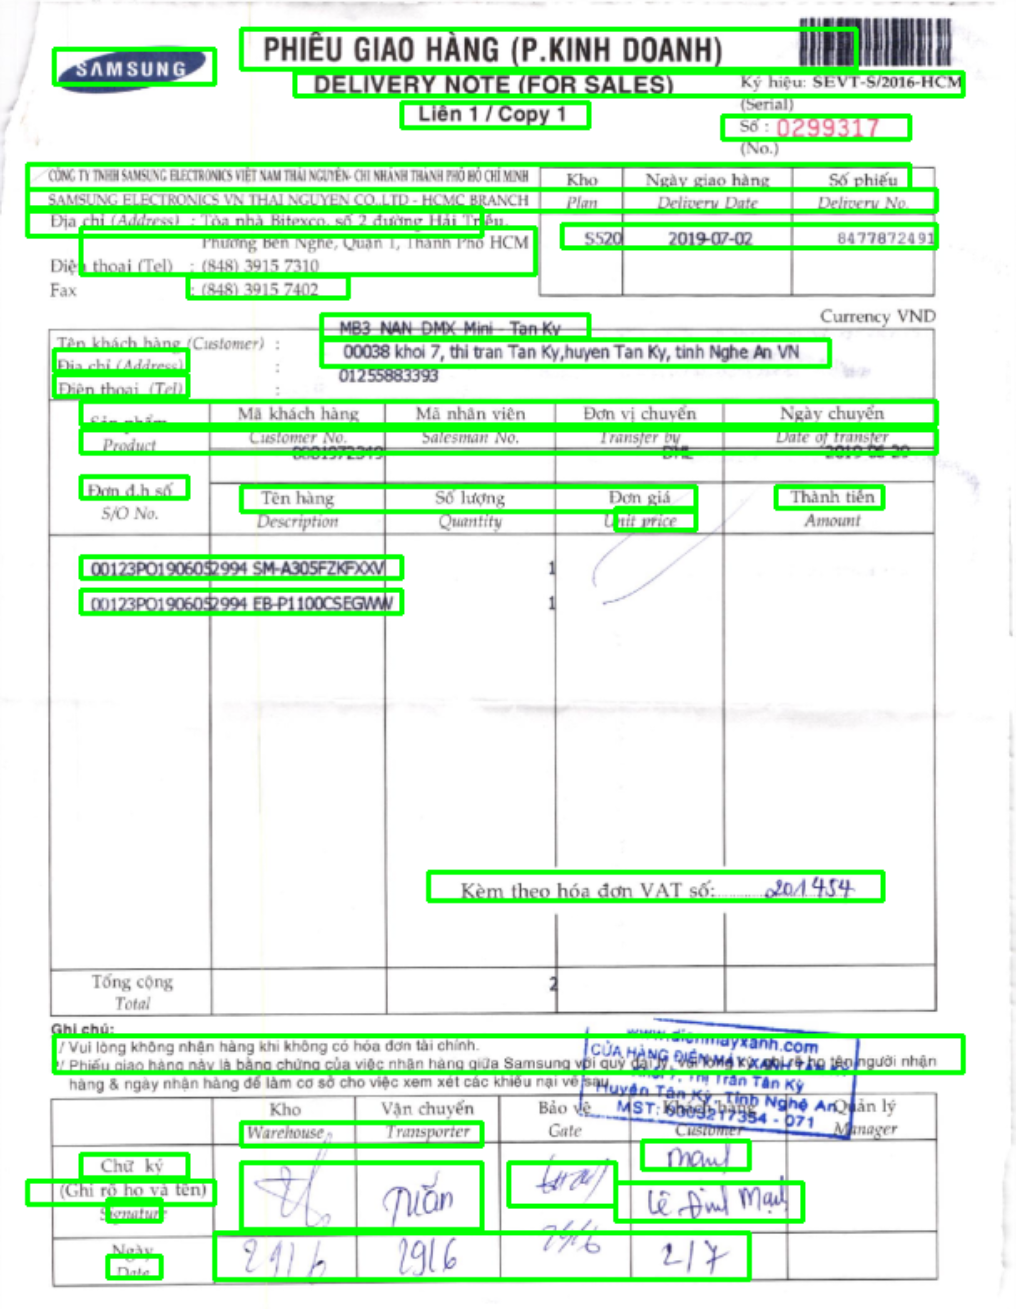 SAMSUNG
PHIẾU GIAO HÀNG (P.KINH DOANH)
DELIVERY NOTE (FOR SALES)
Liên 1 / Copy 1
Ký hiệu: SEVT-S/2016-HCM
(Serial)
Số : 0299317
(No.)
CÔNG TY TNHH SAMSUNG ELECTRONICS VIỆT NAM THÁI NGUYÊN- CHI NHÁNH THÀNH PHỐ HỒ CHÍ MINH
SAMSUNG ELECTRONICS VN THAI NGUYEN CO.,LTD - HCMC BRANCH
Địa chỉ (Address) : Tòa nhà Bitexco, số 2 đường Hải Triều,
Phường Bến Nghé, Quận 1, Thành Phố HCM
Điện thoại (Tel) : (848) 3915 7310
Fax : (848) 3915 7402
Kho Ngày giao hàng Số phiếu
Plan Delivery Date Delivery No.
S520 2019-07-02 8477872491
Currency VND
MB3_NAN_DMX_Mini - Tan Ky
Tên khách hàng (Customer) :
00038 khoi 7, thi tran Tan Ky,huyen Tan Ky, tinh Nghe An VN
Địa chỉ (Address) :
01255883393
Điện thoại (Tel) :
Sản phẩm Mã khách hàng Mã nhân viên Đơn vị chuyển Ngày chuyển
Product Customer No. Salesman No. Transfer by Date of transfer
Đơn đ.h số Tên hàng Số lượng Đơn giá Thành tiền
S/O No. Description Quantity Unit price Amount
00123PO1906052994 SM-A305FZKFXXV 1
00123PO1906052994 EB-P1100CSEGWW 1
Kèm theo hóa đơn VAT số: 201454
Tổng cộng 2
Total
Ghi chú:
/ Vui lòng không nhận hàng khi không có hóa đơn tài chính.
/ Phiếu giao hàng này là bằng chứng của việc nhận hàng giữa Samsung với quý đại lý, vui lòng ký, ghi rõ họ tên người nhận
hàng & ngày nhận hàng để làm cơ sở cho việc xem xét các khiếu nại về sau.
www.dienmayxanh.com
CỬA HÀNG ĐIỆN MÁY XANH
Thị Trấn Tân Kỳ
Huyện Tân Kỳ, Tỉnh Nghệ An
MST: 0303217354 - 071
Kho Vận chuyển Bảo vệ Khách hàng Quản lý
Warehouse Transporter Gate Customer Manager
Chữ ký
(Ghi rõ họ và tên)
Signature
Tuấn
Mạnh
Lê Đình Mạnh
Ngày 29/6 29/6 29/6 2/7
Date